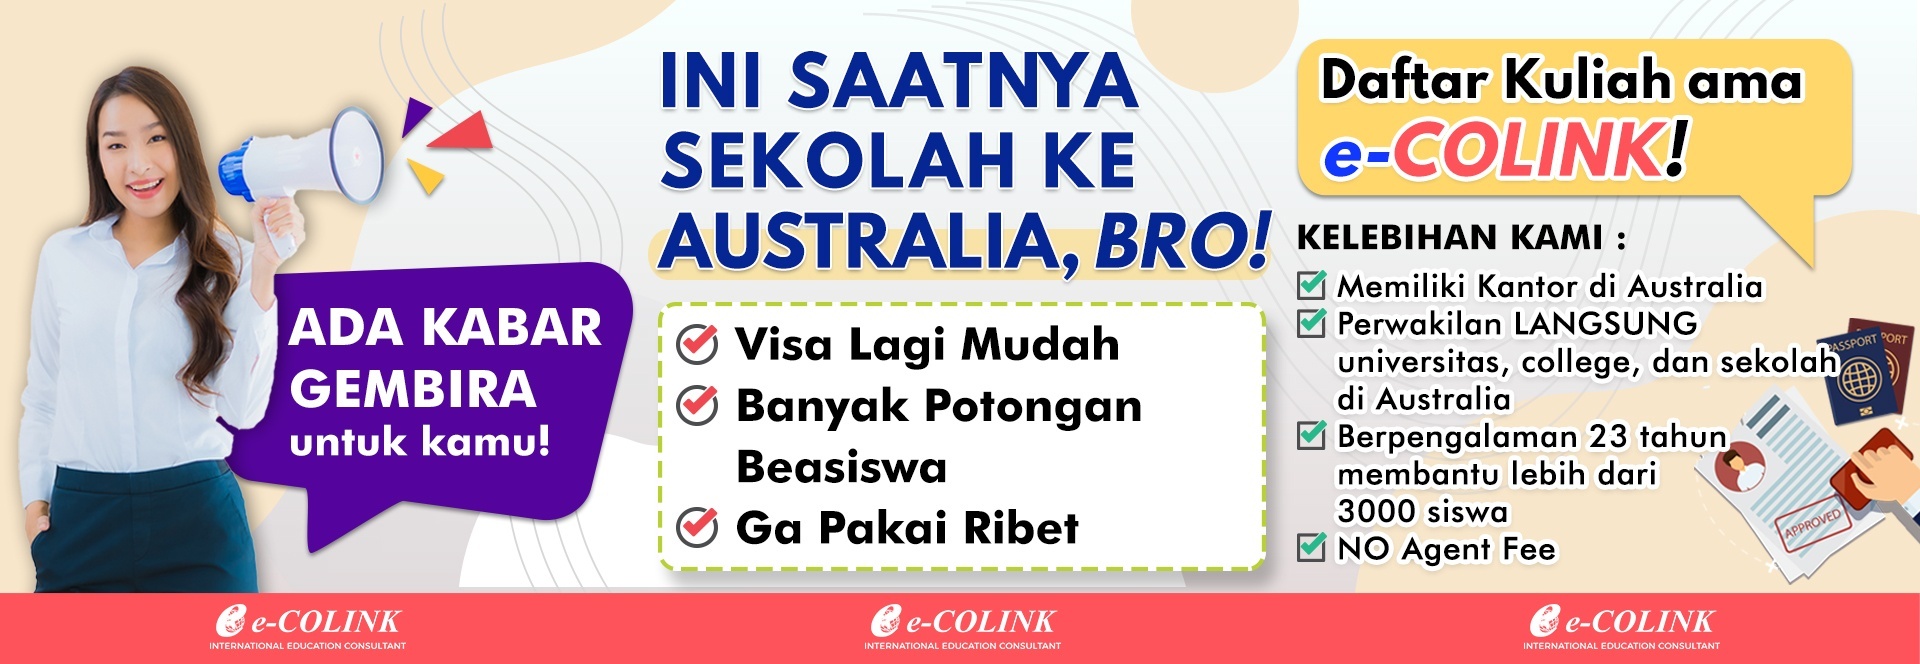 ADA KABAR
GEMBIRA
untuk kamu!
INI SAATNYA
SEKOLAH KE
AUSTRALIA, BRO!
Visa Lagi Mudah
Banyak Potongan
Beasiswa
Ga Pakai Ribet
Daftar Kuliah ama
e-COLINK!
KELEBIHAN KAMI :
Memiliki Kantor di Australia
Perwakilan LANGSUNG
universitas, college, dan sekolah
di Australia
Berpengalaman 23 tahun
membantu lebih dari
3000 siswa
NO Agent Fee
PASSPORT
PORT
APPROVED
e-COLINK
INTERNATIONAL EDUCATION CONSULTANT
e-COLINK
INTERNATIONAL EDUCATION CONSULTANT
e-COLINK
INTERNATIONAL EDUCATION CONSULTANT